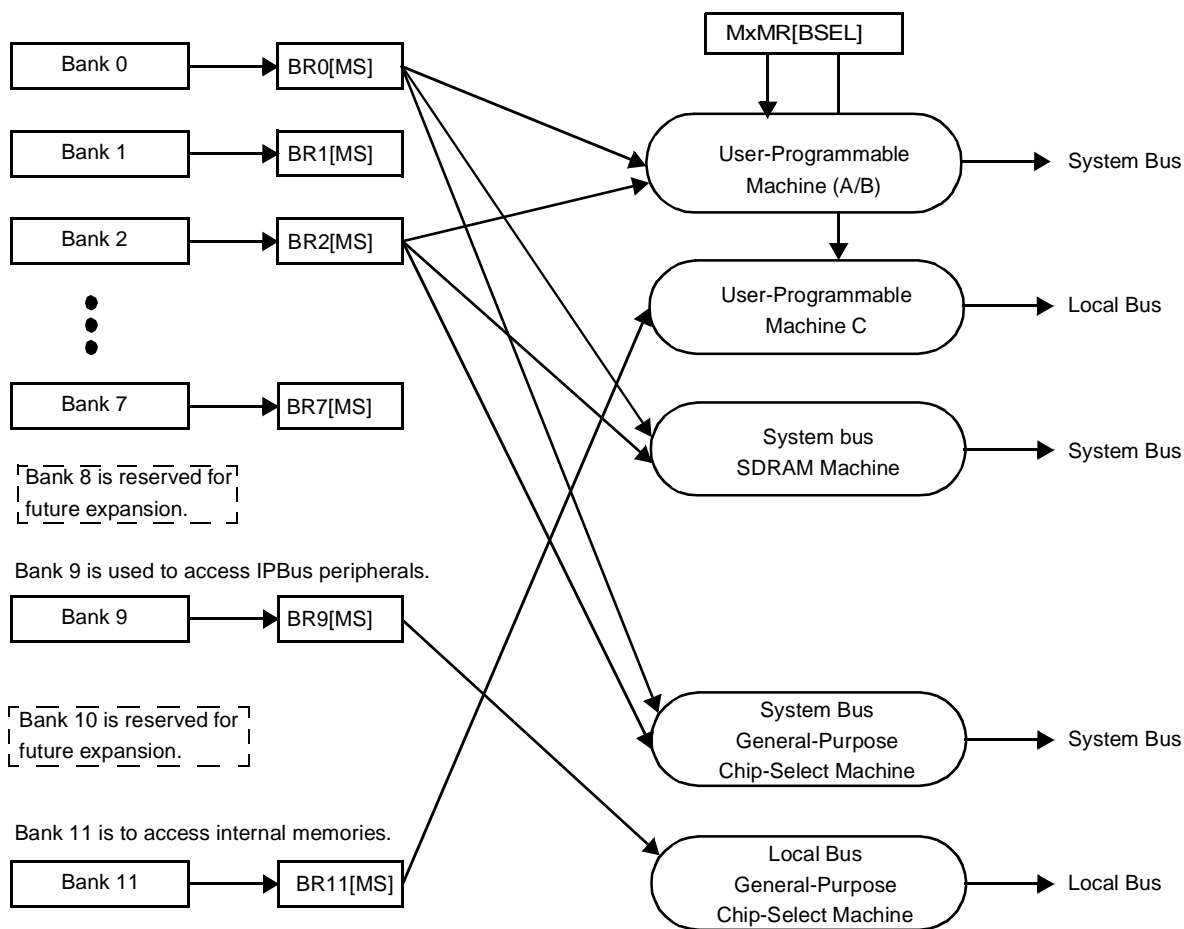 MxMR[BSEL]
Bank 0
BR0[MS]
Bank 1
BR1[MS]
User-Programmable
Machine (A/B)
System Bus
Bank 2
BR2[MS]
User-Programmable
Machine C
Local Bus
Bank 7
BR7[MS]
System bus
SDRAM Machine
System Bus
Bank 8 is reserved for
future expansion.
Bank 9 is used to access IPBus peripherals.
Bank 9
BR9[MS]
Bank 10 is reserved for
future expansion.
System Bus
General-Purpose
Chip-Select Machine
System Bus
Bank 11 is to access internal memories.
Bank 11
BR11[MS]
Local Bus
General-Purpose
Chip-Select Machine
Local Bus